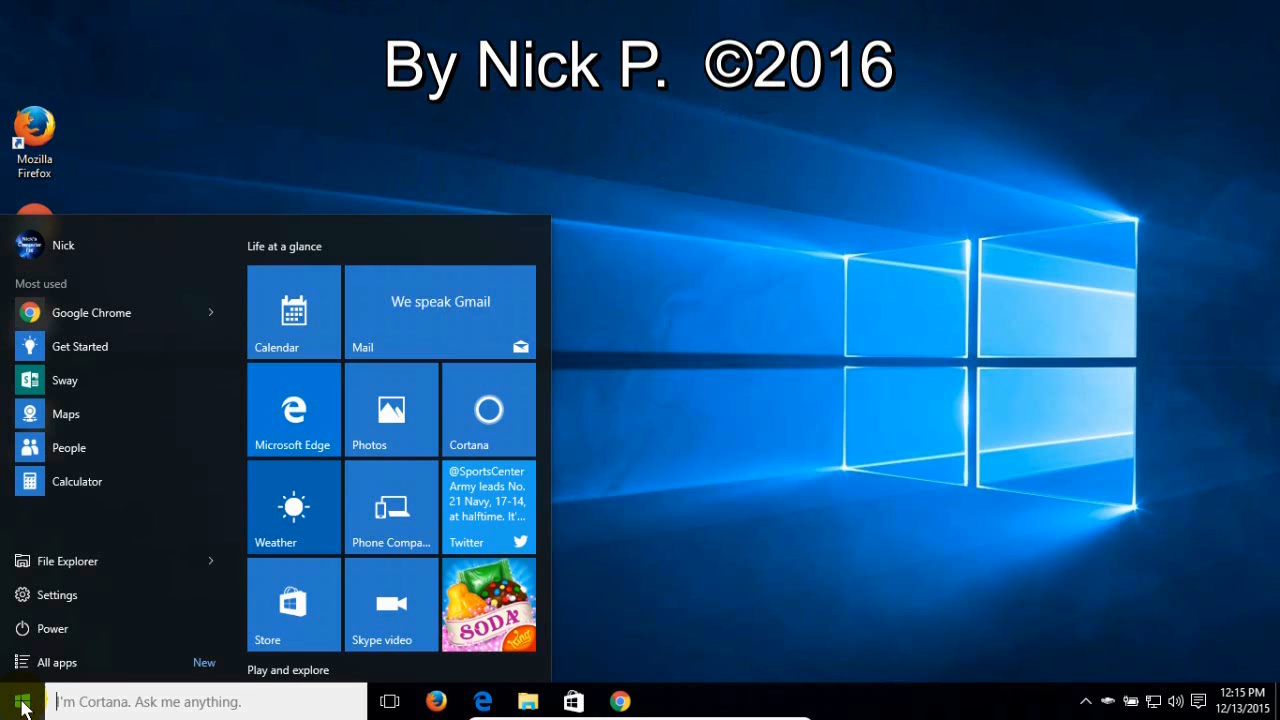 By Nick P. ©2016
Mozilla
Firefox
Nick
Most used
Google Chrome
Get Started
Sway
Maps
People
Calculator
File Explorer
Settings
Power
All apps New
Life at a glance
Calendar
We speak Gmail
Mail
Microsoft Edge
Photos
Cortana
Weather
Phone Compa...
@SportsCenter
Army leads No.
21 Navy, 17-14,
at halftime. It'...
Twitter
Store
Skype video
SODA
King
Play and explore
I'm Cortana. Ask me anything.
12:15 PM
12/13/2015